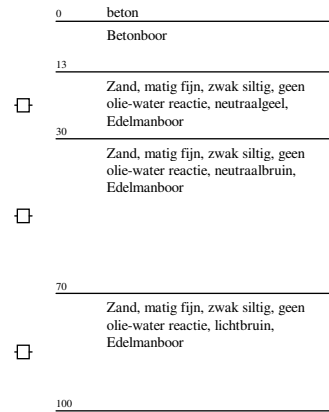 0 beton
Betonboor
13
Zand, matig fijn, zwak siltig, geen
olie-water reactie, neutraalgeel,
Edelmanboor
30
Zand, matig fijn, zwak siltig, geen
olie-water reactie, neutraalbruin,
Edelmanboor
70
Zand, matig fijn, zwak siltig, geen
olie-water reactie, lichtbruin,
Edelmanboor
100